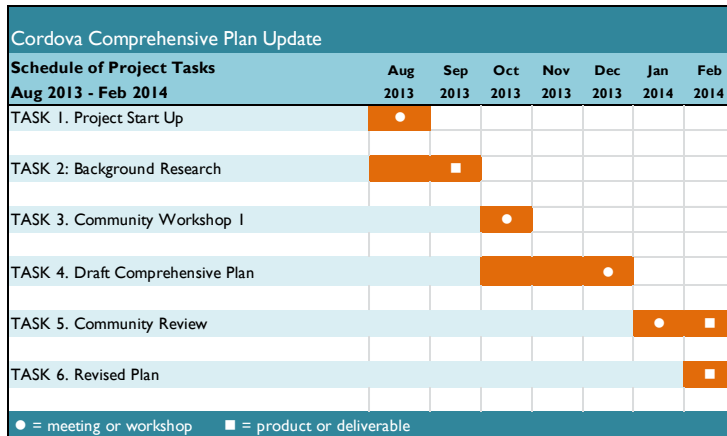 Cordova Comprehensive Plan Update
Schedule of Project Tasks
Aug 2013 - Feb 2014
Aug Sep Oct Nov Dec Jan Feb
2013 2013 2013 2013 2013 2014 2014
TASK 1. Project Start Up
TASK 2: Background Research
TASK 3. Community Workshop 1
TASK 4. Draft Comprehensive Plan
TASK 5. Community Review
TASK 6. Revised Plan
= meeting or workshop = product or deliverable